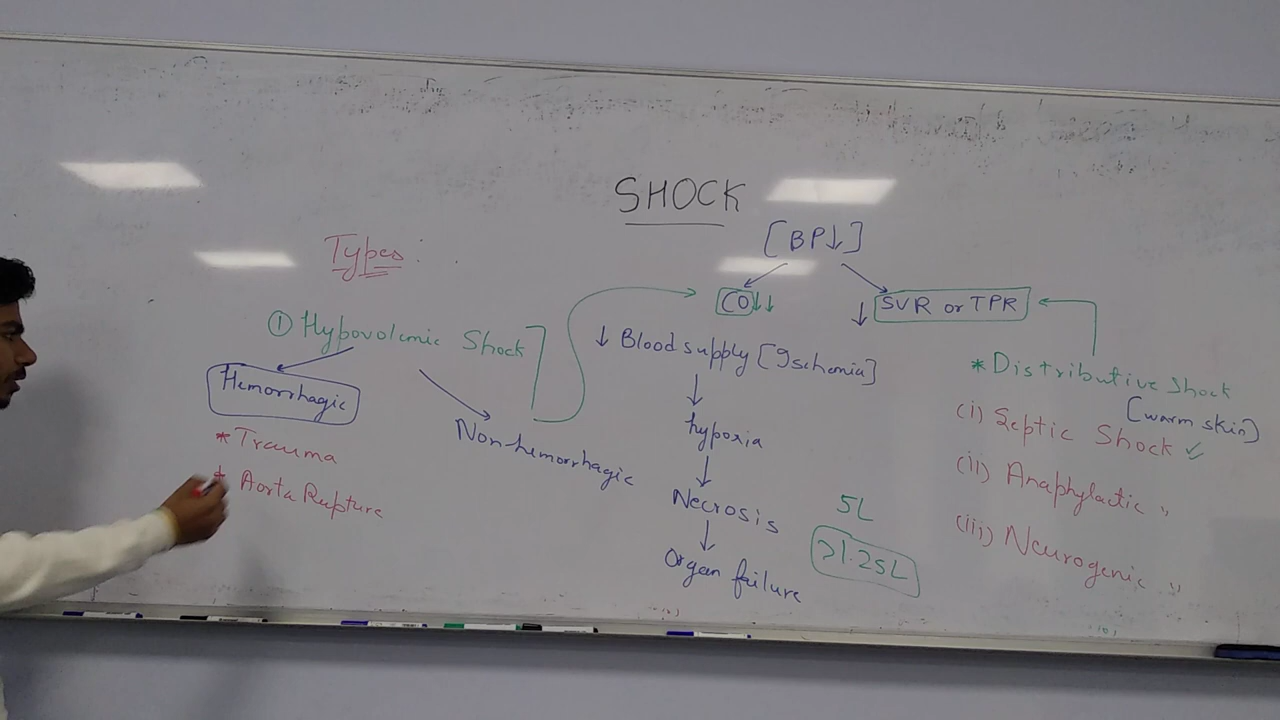 SHOCK
[BP↓]
CO↓↓
↓ SVR or TPR
Types:
① Hypovolemic Shock
Hemorrhagic
* Trauma
* Aorta Rupture
Non-hemorrhagic
↓ Blood supply [Ischemia]
↓
hypoxia
↓
Necrosis
↓
Organ failure
5L
>1.25L
* Distributive Shock
[warm skin]
(i) Septic Shock ✓
(ii) Anaphylactic "
(iii) Neurogenic "